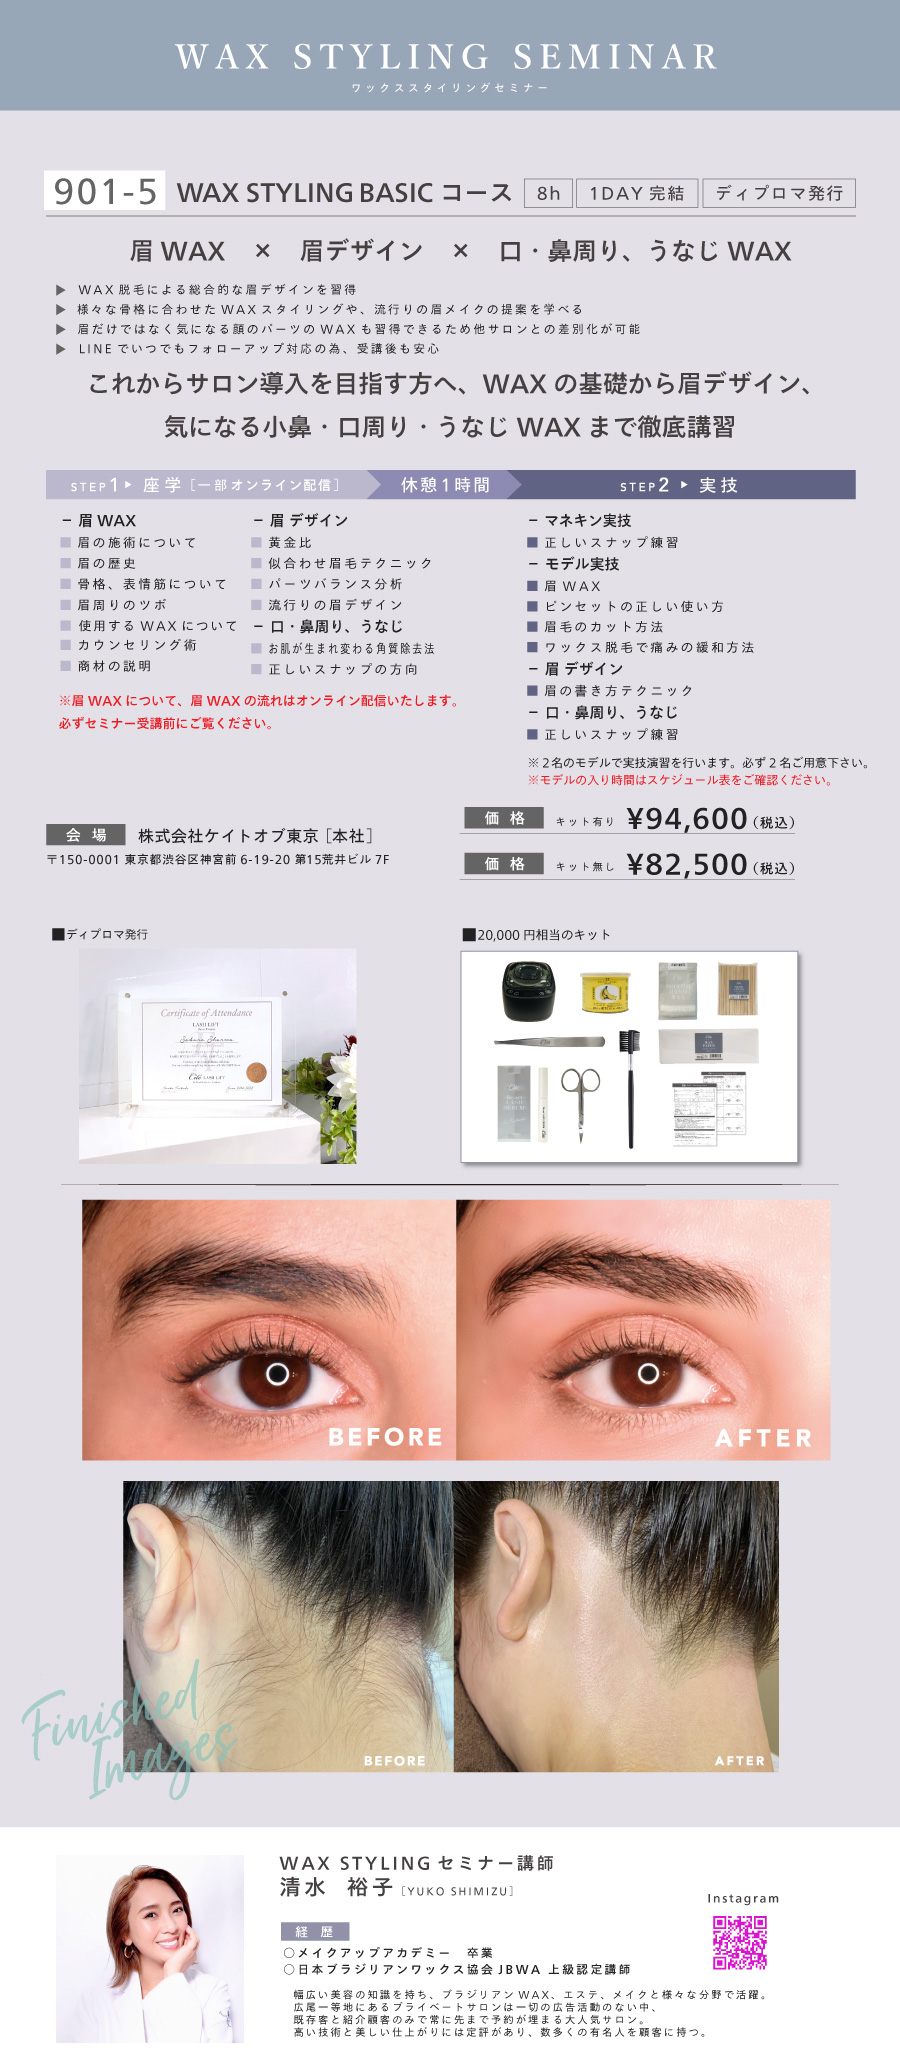 WAX STYLING SEMINAR
ワックススタイリングセミナー
901-5 WAX STYLING BASIC コース 8h 1DAY 完結 ディプロマ発行
眉 WAX × 眉デザイン × 口・鼻周り、うなじ WAX
▶ WAX 脱毛による総合的な眉デザインを習得
▶ 様々な骨格に合わせた WAX スタイリングや、流行りの眉メイクの提案を学べる
▶ 眉だけではなく気になる顔のパーツの WAX も習得できるため他サロンとの差別化が可能
▶ LINE でいつでもフォローアップ対応の為、受講後も安心
これからサロン導入を目指す方へ、WAX の基礎から眉デザイン、
気になる小鼻・口周り・うなじ WAX まで徹底講習
STEP1 ▶ 座学［一部オンライン配信］ 休憩1時間 STEP2 ▶ 実技
− 眉 WAX
■ 眉の施術について
■ 眉の歴史
■ 骨格、表情筋について
■ 眉周りのツボ
■ 使用する WAX について
■ カウンセリング術
■ 商材の説明
− 眉 デザイン
■ 黄金比
■ 似合わせ眉毛テクニック
■ パーツバランス分析
■ 流行りの眉デザイン
− 口・鼻周り、うなじ
■ お肌が生まれ変わる角質除去法
■ 正しいスナップの方向
※眉 WAX について、眉 WAX の流れはオンライン配信いたします。
必ずセミナー受講前にご覧ください。
− マネキン実技
■ 正しいスナップ練習
− モデル実技
■ 眉 WAX
■ ピンセットの正しい使い方
■ 眉毛のカット方法
■ ワックス脱毛で痛みの緩和方法
− 眉 デザイン
■ 眉の書き方テクニック
− 口・鼻周り、うなじ
■ 正しいスナップ練習
※２名のモデルで実技演習を行います。必ず２名ご用意下さい。
※モデルの入り時間はスケジュール表をご確認ください。
会 場 株式会社ケイトオブ東京［本社］
〒150-0001 東京都渋谷区神宮前 6-19-20 第15荒井ビル 7F
価 格 キット有り ¥94,600（税込）
価 格 キット無し ¥82,500（税込）
■ディプロマ発行
Certificate of Attendance
LASH LIFT
■20,000 円相当のキット
BEFORE
AFTER
BEFORE
AFTER
Finished
Images
WAX STYLING セミナー講師
清水 裕子［YUKO SHIMIZU］
経 歴
○メイクアップアカデミー 卒業
○日本ブラジリアンワックス協会 JBWA 上級認定講師
幅広い美容の知識を持ち、ブラジリアン WAX、エステ、メイクと様々な分野で活躍。
広尾一等地にあるプライベートサロンは一切の広告活動のない中、
既存客と紹介顧客のみで常に先まで予約が埋まる大人気サロン。
高い技術と美しい仕上がりには定評があり、数多くの有名人を顧客に持つ。
Instagram